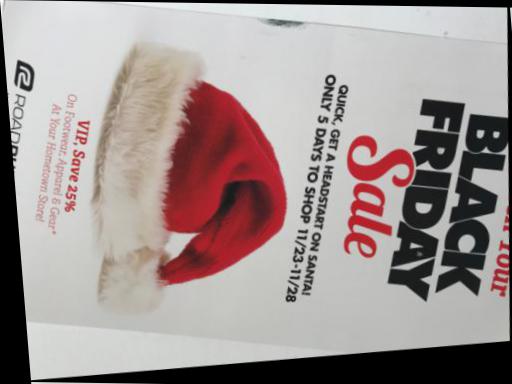 Your
BLACK
FRIDAY
Sale
QUICK, GET A HEADSTART ON SANTA!
ONLY 5 DAYS TO SHOP 11/23-11/28
VIP, Save 25%
On Footwear, Apparel & Gear*
At Your Hometown Store!